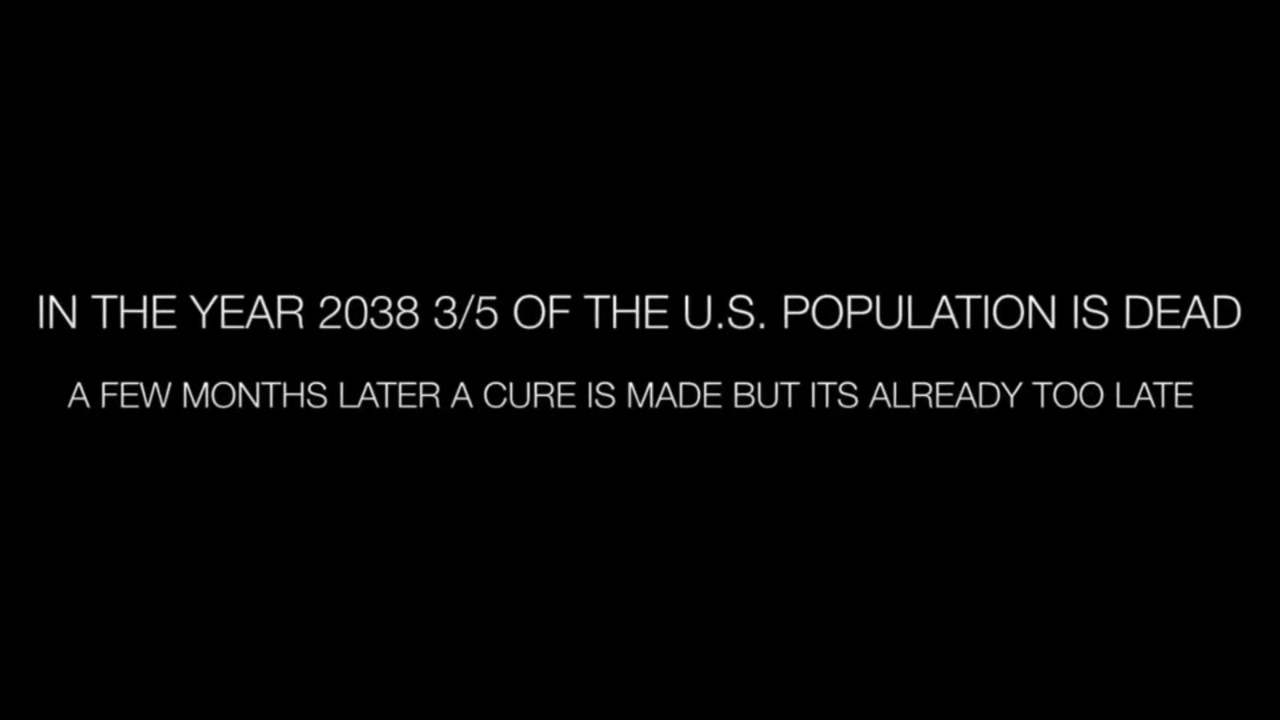 IN THE YEAR 2038 3/5 OF THE U.S. POPULATION IS DEAD
A FEW MONTHS LATER A CURE IS MADE BUT ITS ALREADY TOO LATE